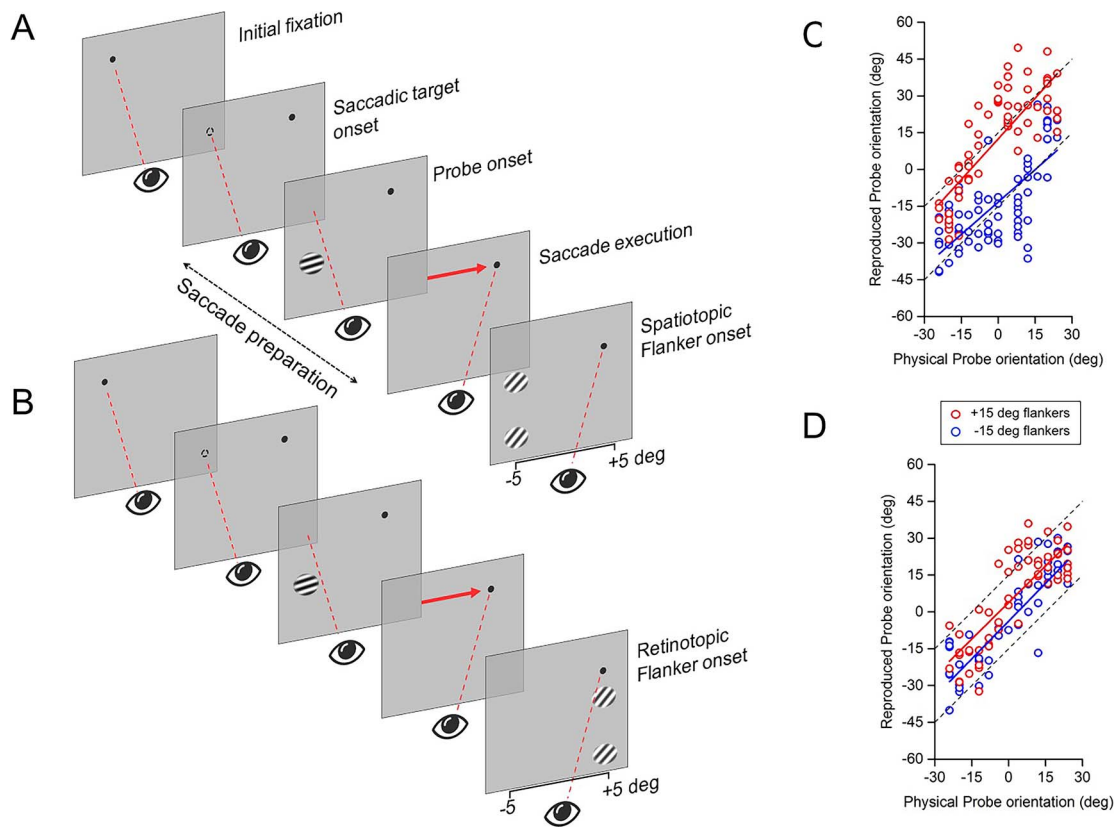 A
Initial fixation
Saccadic target
onset
Probe onset
Saccade execution
Spatiotopic
Flanker onset
Saccade preparation
-5
+5 deg
B
Retinotopic
Flanker onset
-5
+5 deg
C
Reproduced Probe orientation (deg)
60
45
30
15
0
-15
-30
-45
-60
-30
-15
0
15
30
Physical Probe orientation (deg)
+15 deg flankers
-15 deg flankers
D
Reproduced Probe orientation (deg)
60
45
30
15
0
-15
-30
-45
-60
-30
-15
0
15
30
Physical Probe orientation (deg)